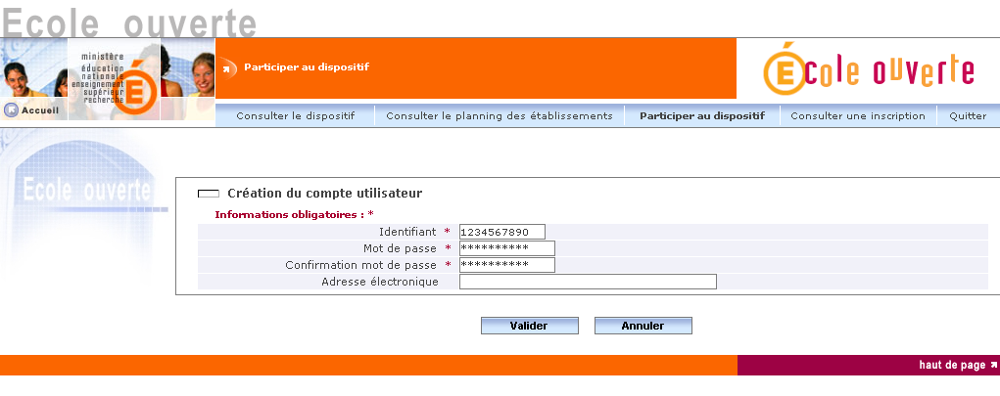 Ecole ouverte
ministère
éducation
nationale
enseignement
supérieur
recherche
é
Accueil
Participer au dispositif
École ouverte
Consulter le dispositif
Consulter le planning des établissements
Participer au dispositif
Consulter une inscription
Quitter
Ecole ouverte
Création du compte utilisateur
Informations obligatoires : *
Identifiant * 1234567890
Mot de passe * **********
Confirmation mot de passe * **********
Adresse électronique
Valider
Annuler
haut de page